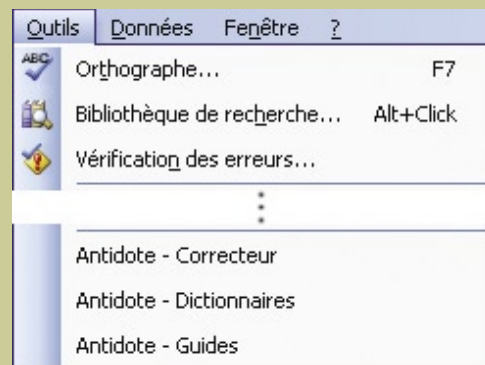 Outils Données Fenêtre ?
ABC Orthographe... F7
Bibliothèque de recherche... Alt+Click
Vérification des erreurs...
Antidote - Correcteur
Antidote - Dictionnaires
Antidote - Guides